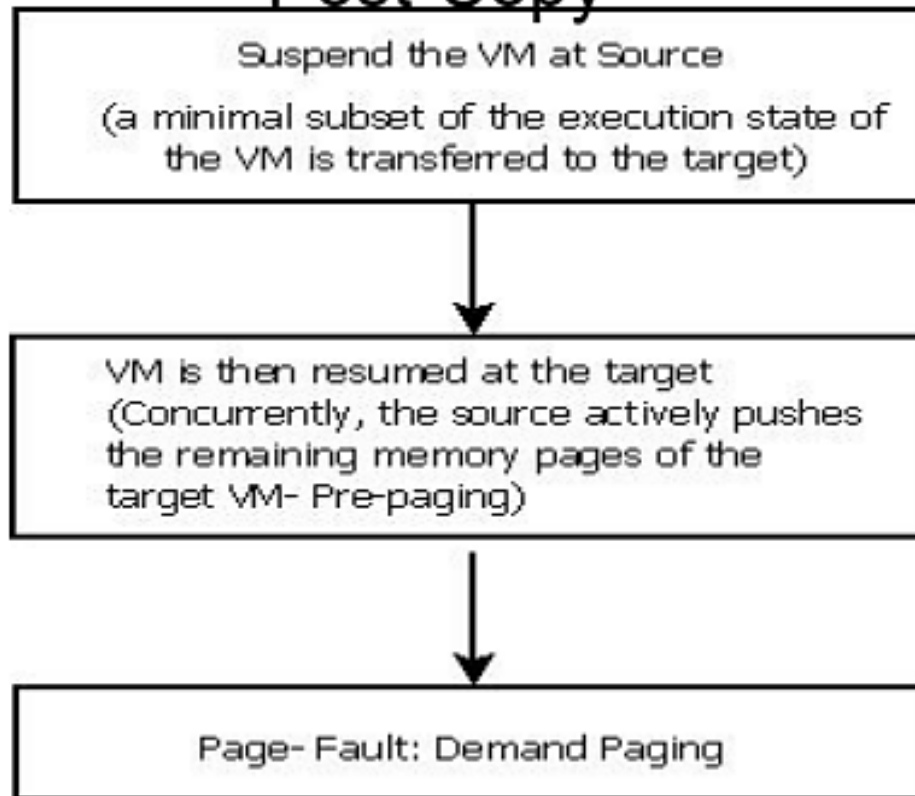 Post-Copy
Suspend the VM at Source
(a minimal subset of the execution state of
the VM is transferred to the target)
VM is then resumed at the target
(Concurrently, the source actively pushes
the remaining memory pages of the
target VM- Pre-paging)
Page- Fault: Demand Paging